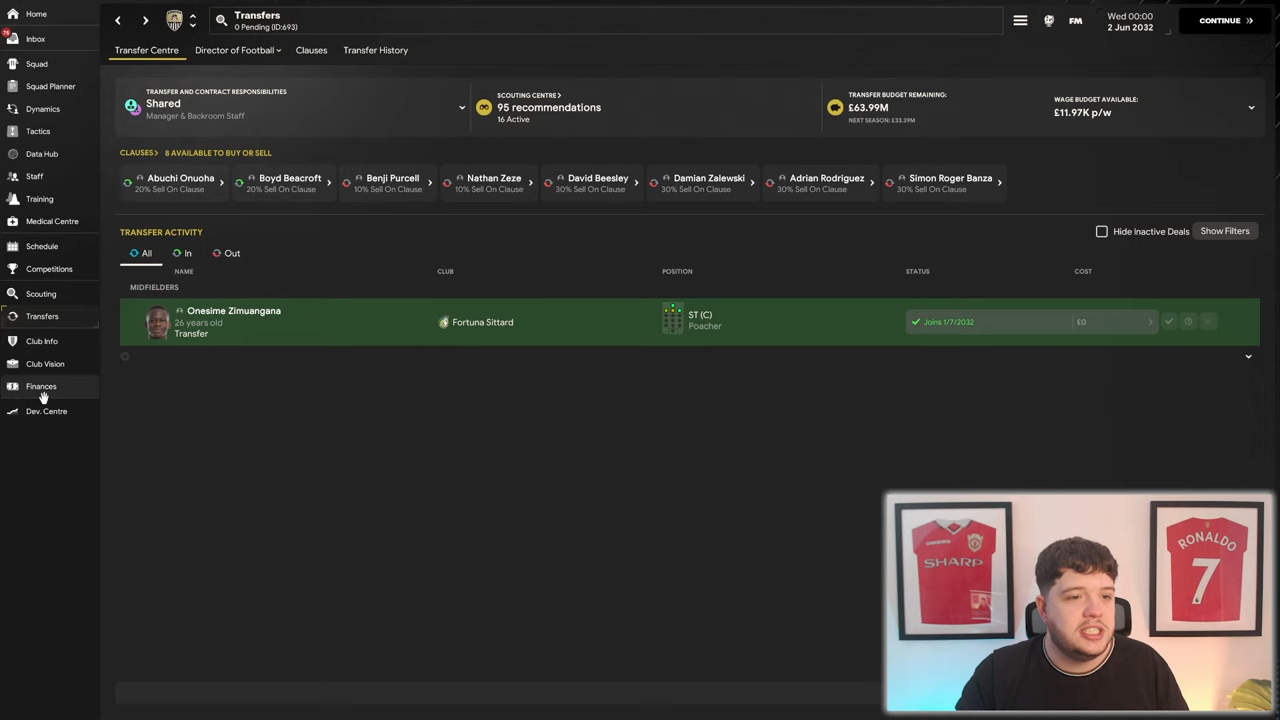 Home
75
Inbox
Squad
Squad Planner
Dynamics
Tactics
Data Hub
Staff
Training
Medical Centre
Schedule
Competitions
Scouting
Transfers
Club Info
Club Vision
Finances
Dev. Centre
Transfers
0 Pending (ID:693)
FM
Wed 00:00
2 Jun 2032
CONTINUE
Transfer Centre
Director of Football
Clauses
Transfer History
TRANSFER AND CONTRACT RESPONSIBILITIES
Shared
Manager & Backroom Staff
SCOUTING CENTRE
95 recommendations
16 Active
TRANSFER BUDGET REMAINING:
£63.99M
NEXT SEASON: £33.39M
WAGE BUDGET AVAILABLE:
£11.97K p/w
CLAUSES 8 AVAILABLE TO BUY OR SELL
Abuchi Onuoha
20% Sell On Clause
Boyd Beacroft
20% Sell On Clause
Benji Purcell
10% Sell On Clause
Nathan Zeze
10% Sell On Clause
David Beesley
30% Sell On Clause
Damian Zalewski
30% Sell On Clause
Adrian Rodriguez
30% Sell On Clause
Simon Roger Banza
30% Sell On Clause
TRANSFER ACTIVITY
Hide Inactive Deals
Show Filters
All
In
Out
NAME
CLUB
POSITION
STATUS
COST
MIDFIELDERS
Onesime Zimuangana
26 years old
Transfer
Fortuna Sittard
ST (C)
Poacher
Joins 1/7/2032
£0
SHARP
RONALDO
7